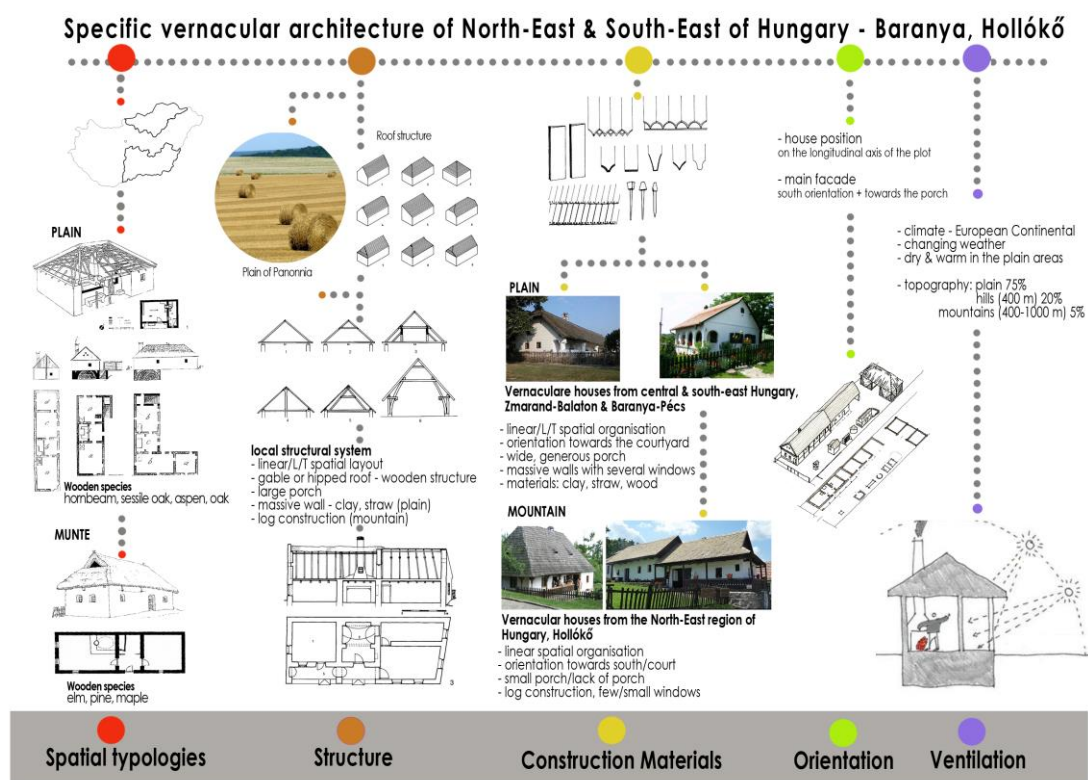 Specific vernacular architecture of North-East & South-East of Hungary - Baranya, Hollókő
PLAIN
Wooden species
hornbeam, sessile oak, aspen, oak
MUNTE
Wooden species
elm, pine, maple
Roof structure
Plain of Panonnia
local structural system
- linear/L/T spatial layout
- gable or hipped roof - wooden structure
- large porch
- massive wall - clay, straw (plain)
- log construction (mountain)
PLAIN
Vernaculare houses from central & south-east Hungary,
Zmarand-Balaton & Baranya-Pécs
- linear/L/T spatial organisation
- orientation towards the courtyard
- wide, generous porch
- massive walls with several windows
- materials: clay, straw, wood
MOUNTAIN
Vernacular houses from the North-East region of
Hungary, Hollókő
- linear spatial organisation
- orientation towards south/court
- small porch/lack of porch
- log construction, few/small windows
- house position
on the longitudinal axis of the plot
- main facade
south orientation + towards the porch
- climate - European Continental
- changing weather
- dry & warm in the plain areas
- topography: plain 75%
hills (400 m) 20%
mountains (400-1000 m) 5%
Spatial typologies
Structure
Construction Materials
Orientation
Ventilation